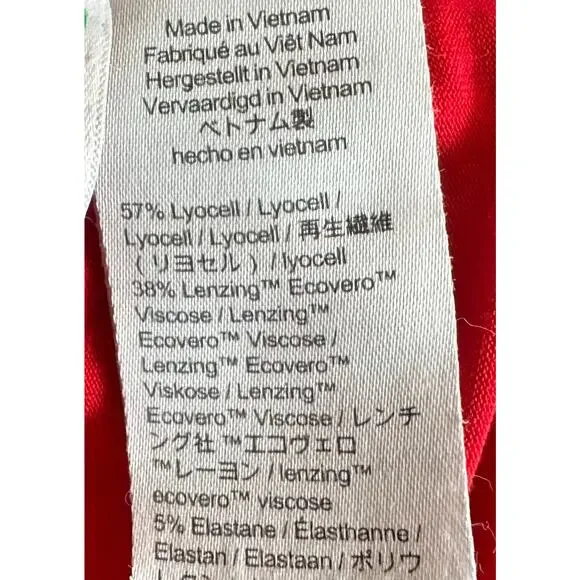 Made in Vietnam
Fabriqué au Viêt Nam
Hergestellt in Vietnam
Vervaardigd in Vietnam
ベトナム製
hecho en vietnam
57% Lyocell / Lyocell /
Lyocell / Lyocell / 再生繊維
(リヨセル) / lyocell
38% Lenzing™ Ecovero™
Viscose / Lenzing™
Ecovero™ Viscose /
Lenzing™ Ecovero™
Viskose / Lenzing™
Ecovero™ Viscose / レンチ
ング社 ™エコヴェロ
™レーヨン / lenzing™
ecovero™ viscose
5% Elastane / Élasthanne /
Elastan / Elastaan / ポリウ